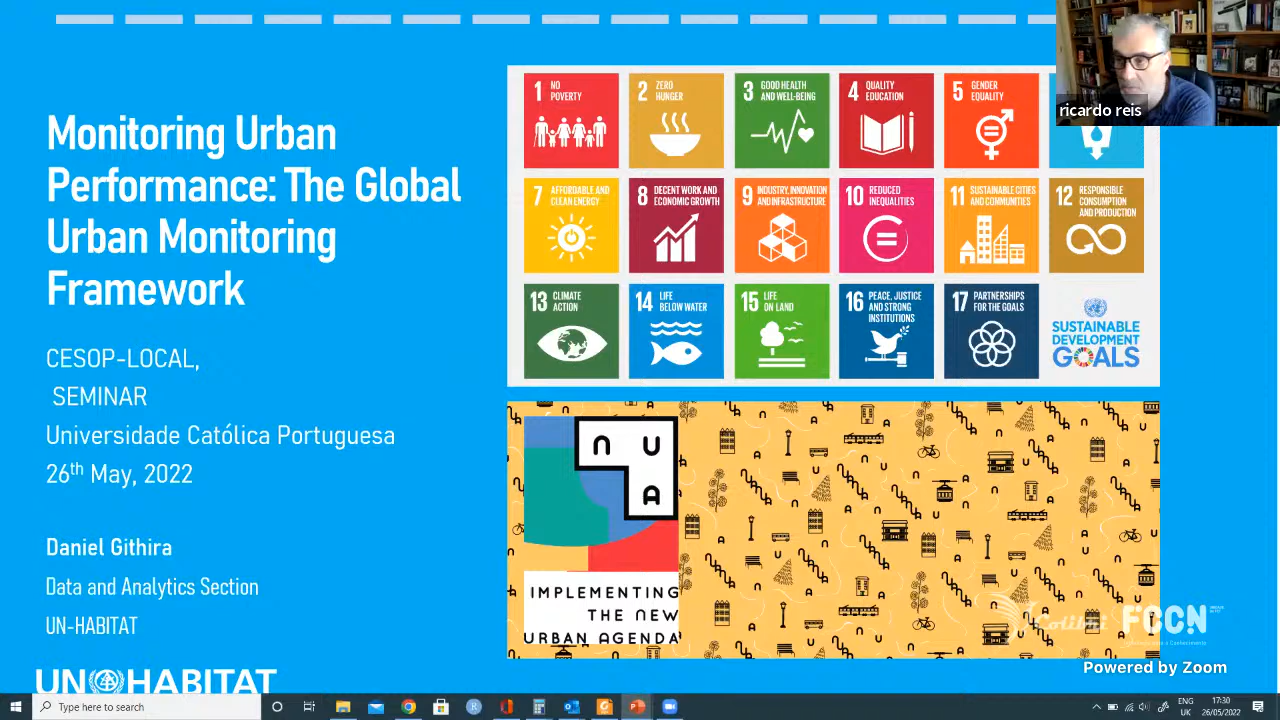 Monitoring Urban
Performance: The Global
Urban Monitoring
Framework
CESOP-LOCAL,
SEMINAR
Universidade Católica Portuguesa
26th May, 2022
Daniel Githira
Data and Analytics Section
UN-HABITAT
UN HABITAT
1 NO
POVERTY
2 ZERO
HUNGER
3 GOOD HEALTH
AND WELL-BEING
4 QUALITY
EDUCATION
5 GENDER
EQUALITY
7 AFFORDABLE AND
CLEAN ENERGY
8 DECENT WORK AND
ECONOMIC GROWTH
9 INDUSTRY, INNOVATION
AND INFRASTRUCTURE
10 REDUCED
INEQUALITIES
11 SUSTAINABLE CITIES
AND COMMUNITIES
12 RESPONSIBLE
CONSUMPTION
AND PRODUCTION
13 CLIMATE
ACTION
14 LIFE
BELOW WATER
15 LIFE
ON LAND
16 PEACE, JUSTICE
AND STRONG
INSTITUTIONS
17 PARTNERSHIPS
FOR THE GOALS
SUSTAINABLE
DEVELOPMENT
GOALS
ricardo reis
N U
A
IMPLEMENTING
THE NEW
URBAN AGENDA
Colibri FCCN
Powered by Zoom
Type here to search
ENG
UK
17:30
26/05/2022